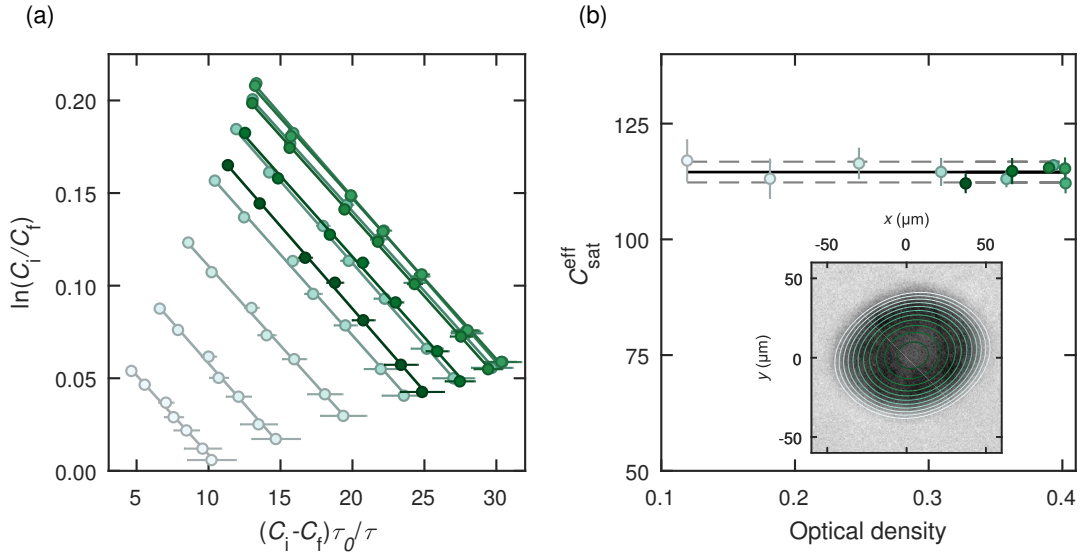 (a)
(b)
0.20
0.15
0.10
0.05
0.00
ln(C_i/C_f)
5 10 15 20 25 30
(C_i-C_f)τ_0/τ
125
100
75
50
C_sat^eff
0.1 0.2 0.3 0.4
Optical density
x (µm)
-50 0 50
50
0
-50
y (µm)